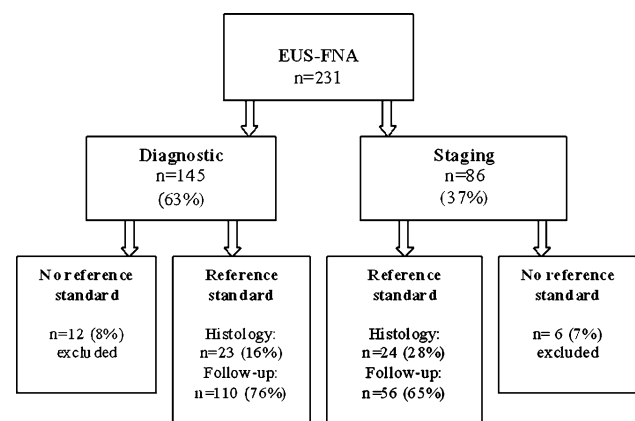 EUS-FNA
n=231
Diagnostic
n=145
(63%)
Staging
n=86
(37%)
No reference
standard
n=12 (8%)
excluded
Reference
standard
Histology:
n=23 (16%)
Follow-up:
n=110 (76%)
Reference
standard
Histology:
n=24 (28%)
Follow-up:
n=56 (65%)
No reference
standard
n= 6 (7%)
excluded